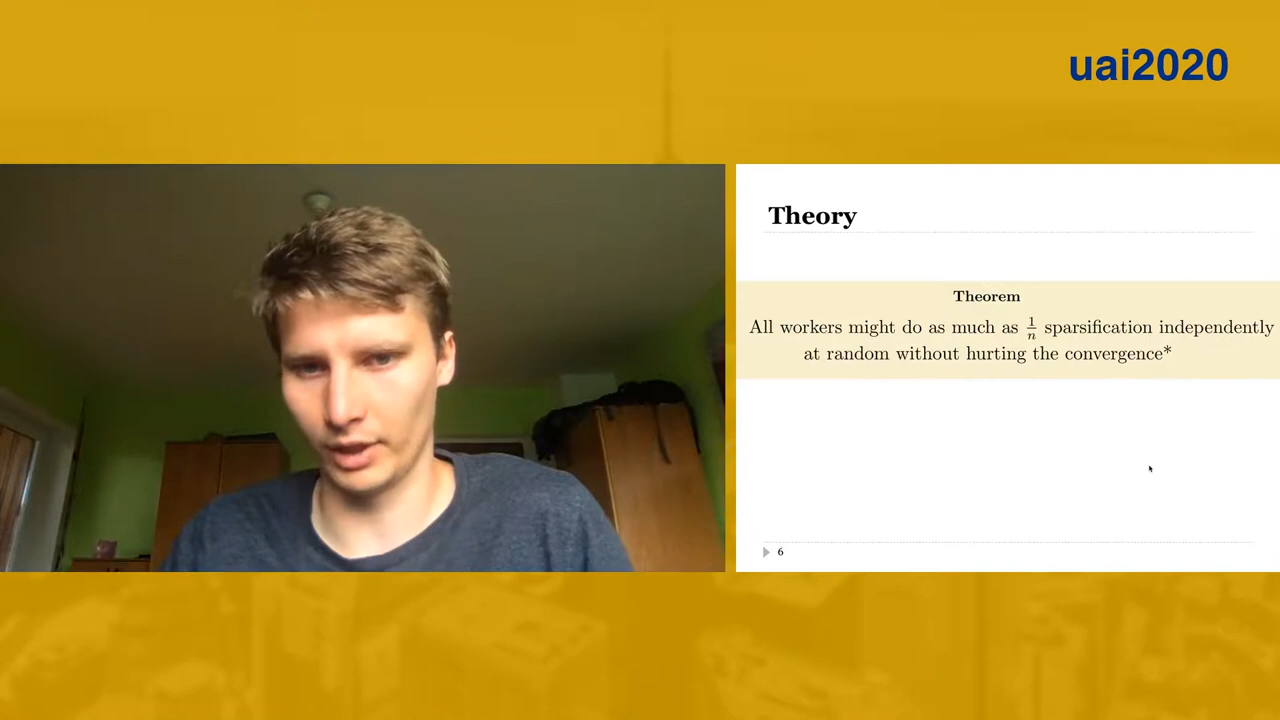 uai2020
Theory
Theorem
All workers might do as much as 1/n sparsification independently
at random without hurting the convergence*
6